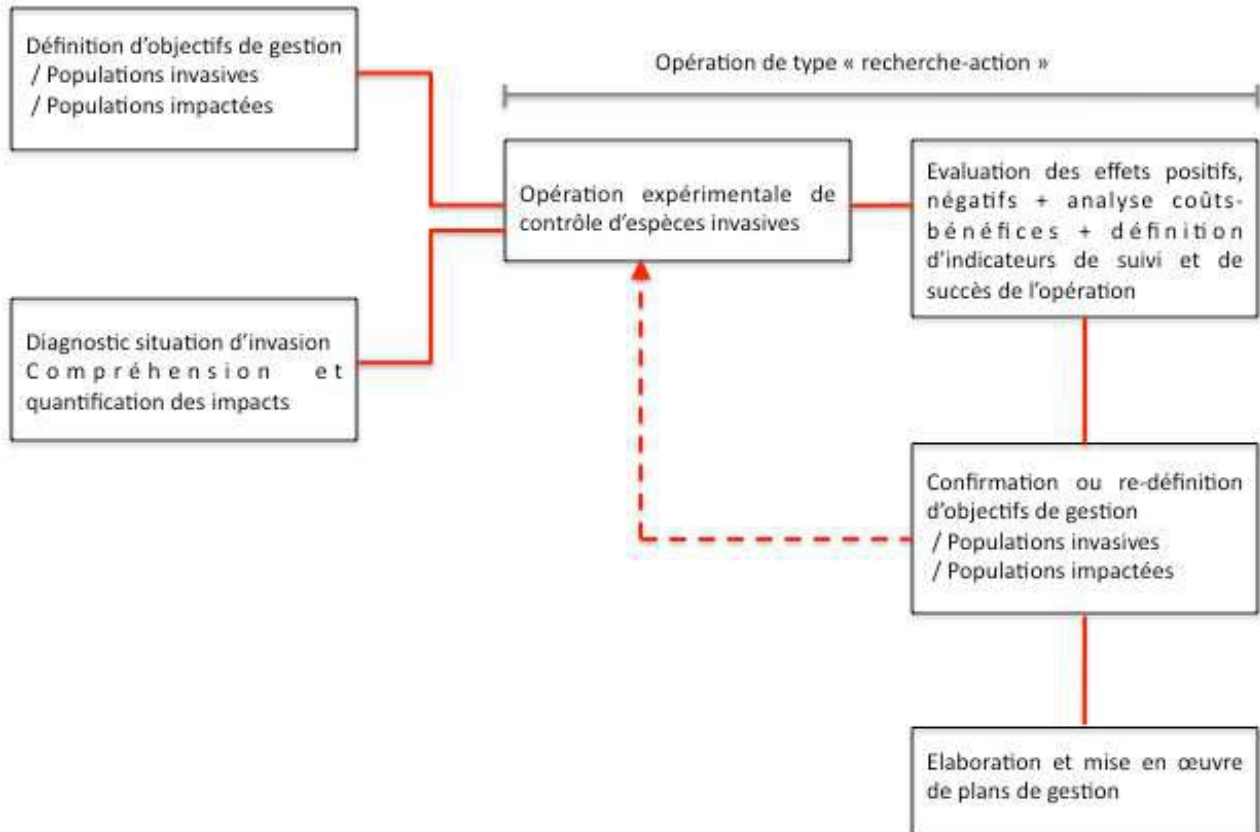 Définition d'objectifs de gestion
/ Populations invasives
/ Populations impactées
Opération de type « recherche-action »
Opération expérimentale de
contrôle d'espèces invasives
Evaluation des effets positifs,
négatifs + analyse coûts-
bénéfices + définition
d'indicateurs de suivi et de
succès de l'opération
Diagnostic situation d'invasion
Compréhension et
quantification des impacts
Confirmation ou re-définition
d'objectifs de gestion
/ Populations invasives
/ Populations impactées
Elaboration et mise en œuvre
de plans de gestion